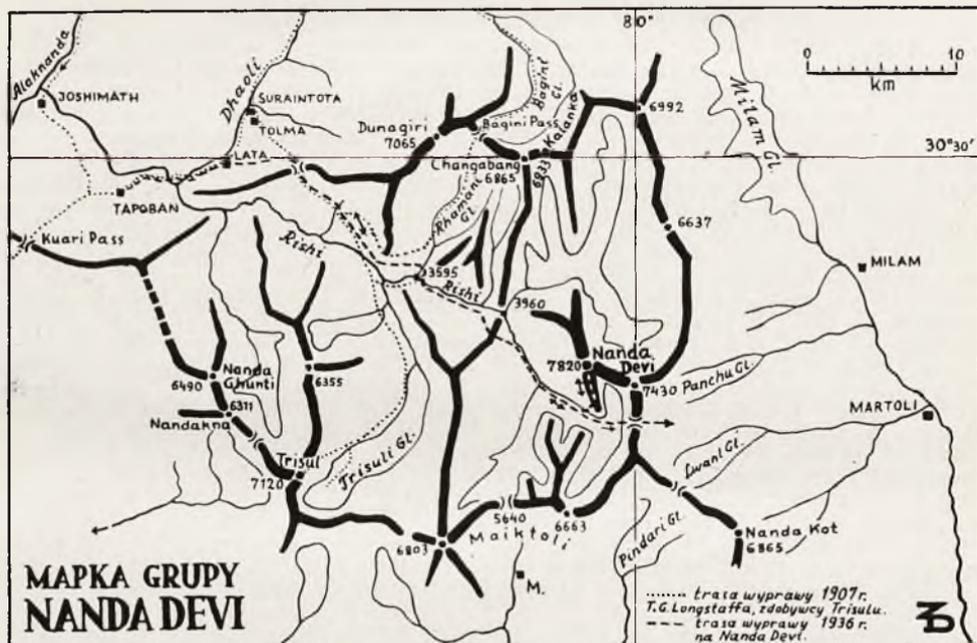 80°
Alaknanda
JOSHIMATH
Dhaoli
SURAINTOTA
TOLMA
LATA
TAPOBAN
Kuari Pass
Dunagiri
7065
Bagini Gl.
Bagini Pass
Changabang
6865
6933
Kalanka
6992
Milam Gl.
0 10
km
30°30'
Rhamani Gl.
Rishi
3595
Rishi
3960
6637
MILAM
7820
Nanda Devi
7430
Panchu Gl.
MARTOLI
6490
Nanda Ghunti
6311
Nandakna
6355
Trisul
7120
Trisuli Gl.
Lwanl Gl.
Pindari Gl.
Nanda Kot
6865
5640
6663
Maiktoli
6803
M.
MAPKA GRUPY
NANDA DEVI
trasa wyprawy 1907r.
T.G. Longstaffa, zdobywcy Trisulu.
trasa wyprawy 1936r.
na Nanda Devi.